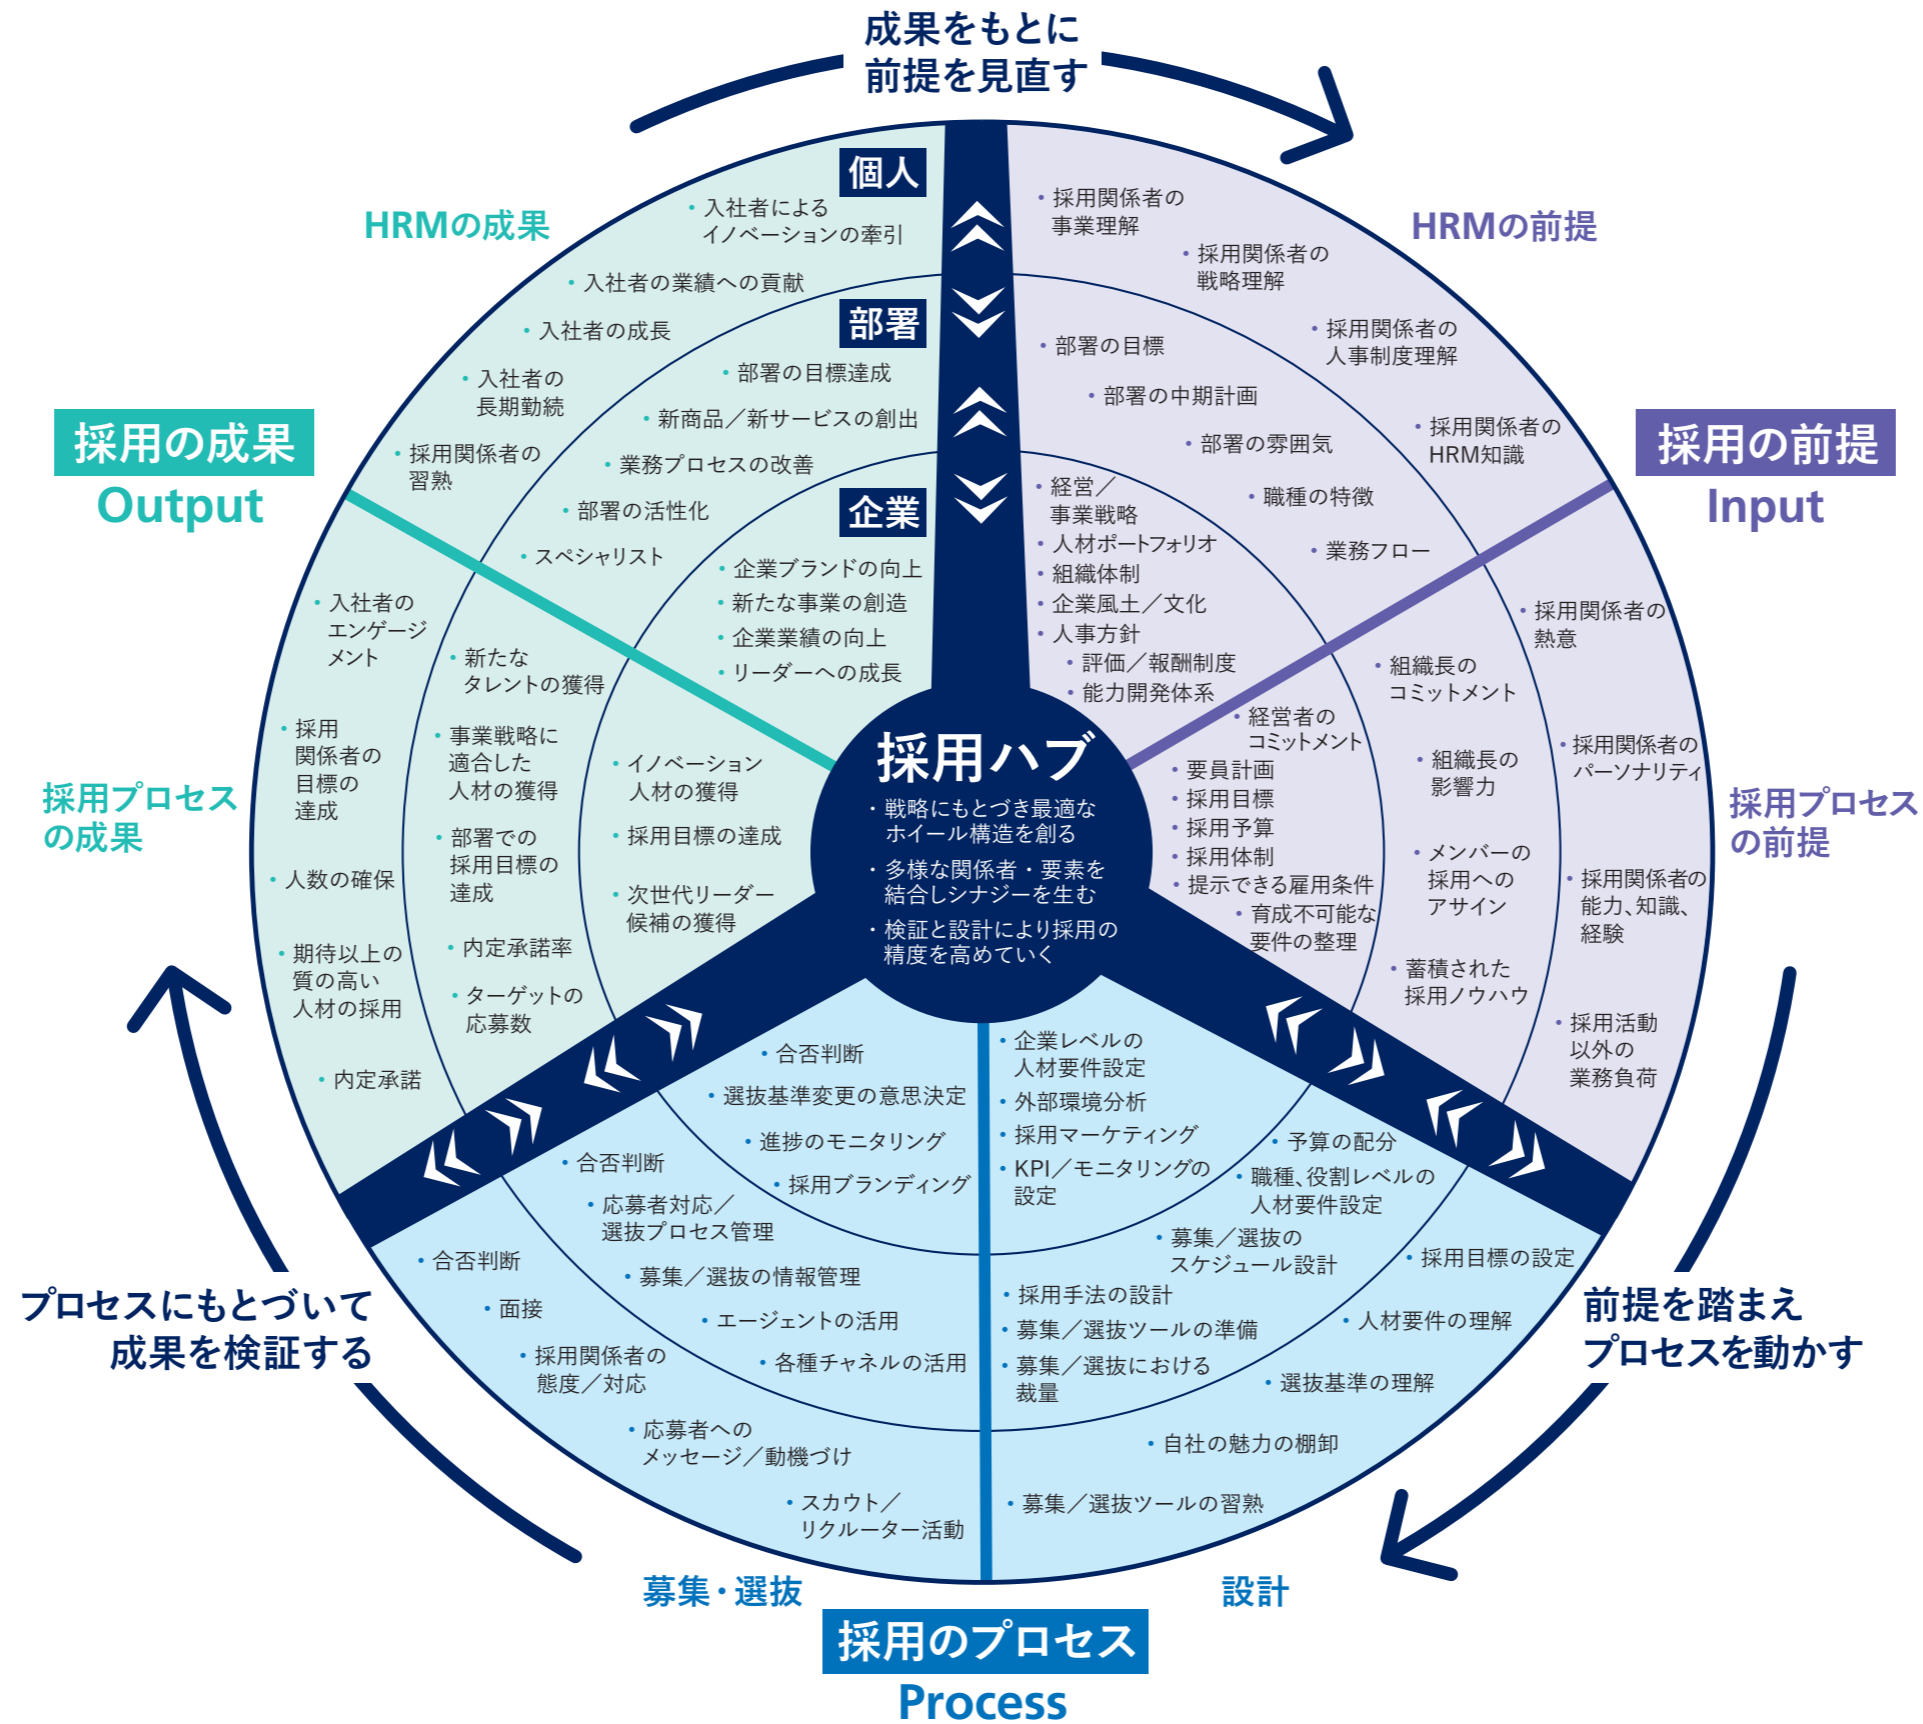 成果をもとに
前提を見直す
HRMの成果
個人
・入社者による
イノベーションの牽引
・入社者の業績への貢献
・入社者の成長
・入社者の
長期勤続
・採用関係者の
習熟
部署
・部署の目標達成
・新商品／新サービスの創出
・業務プロセスの改善
・部署の活性化
・スペシャリスト
企業
・企業ブランドの向上
・新たな事業の創造
・企業業績の向上
・リーダーへの成長
HRMの前提
・採用関係者の
事業理解
・採用関係者の
戦略理解
・採用関係者の
人事制度理解
・採用関係者の
HRM知識
・部署の目標
・部署の中期計画
・部署の雰囲気
・職種の特徴
・業務フロー
・経営／
事業戦略
・人材ポートフォリオ
・組織体制
・企業風土／文化
・人事方針
・評価／報酬制度
・能力開発体系
採用の成果
Output
採用の前提
Input
採用プロセス
の成果
・入社者の
エンゲージ
メント
・採用
関係者の
目標の
達成
・人数の確保
・期待以上の
質の高い
人材の採用
・内定承諾
・新たな
タレントの獲得
・事業戦略に
適合した
人材の獲得
・部署での
採用目標の
達成
・内定承諾率
・ターゲットの
応募数
・イノベーション
人材の獲得
・採用目標の達成
・次世代リーダー
候補の獲得
採用ハブ
・戦略にもとづき最適な
ホイール構造を創る
・多様な関係者・要素を
結合しシナジーを生む
・検証と設計により採用の
精度を高めていく
・経営者の
コミットメント
・要員計画
・採用目標
・採用予算
・採用体制
・提示できる雇用条件
・育成不可能な
要件の整理
・組織長の
コミットメント
・組織長の
影響力
・メンバーの
採用への
アサイン
・蓄積された
採用ノウハウ
・採用関係者の
熱意
・採用関係者の
パーソナリティ
・採用関係者の
能力、知識、
経験
・採用活動
以外の
業務負荷
採用プロセス
の前提
・合否判断
・選抜基準変更の意思決定
・進捗のモニタリング
・採用ブランディング
・合否判断
・応募者対応／
選抜プロセス管理
・募集／選抜の情報管理
・エージェントの活用
・各種チャネルの活用
・合否判断
・面接
・採用関係者の
態度／対応
・応募者への
メッセージ／動機づけ
・スカウト／
リクルーター活動
・企業レベルの
人材要件設定
・外部環境分析
・採用マーケティング
・KPI／モニタリングの
設定
・予算の配分
・職種、役割レベルの
人材要件設定
・募集／選抜の
スケジュール設計
・採用手法の設計
・募集／選抜ツールの準備
・募集／選抜における
裁量
・採用目標の設定
・人材要件の理解
・選抜基準の理解
・自社の魅力の棚卸
・募集／選抜ツールの習熟
プロセスにもとづいて
成果を検証する
前提を踏まえ
プロセスを動かす
募集・選抜
設計
採用のプロセス
Process